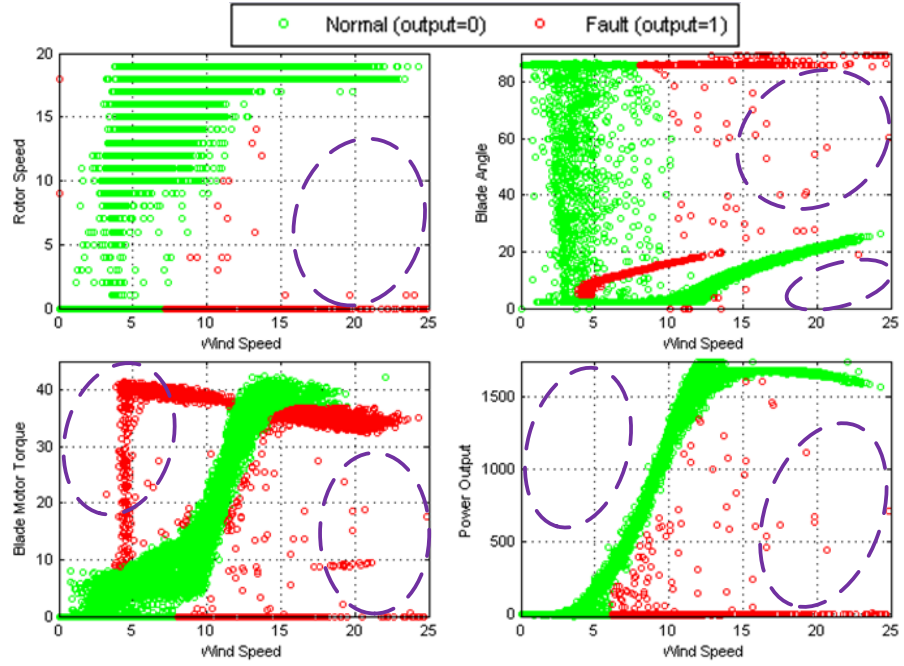 Normal (output=0) Fault (output=1)
20
15
10
5
0
Rotor Speed
0 5 10 15 20 25
Wind Speed
80
60
40
20
0
Blade Angle
0 5 10 15 20 25
Wind Speed
40
30
20
10
0
Blade Motor Torque
0 5 10 15 20 25
Wind Speed
1500
1000
500
0
Power Output
0 5 10 15 20 25
Wind Speed